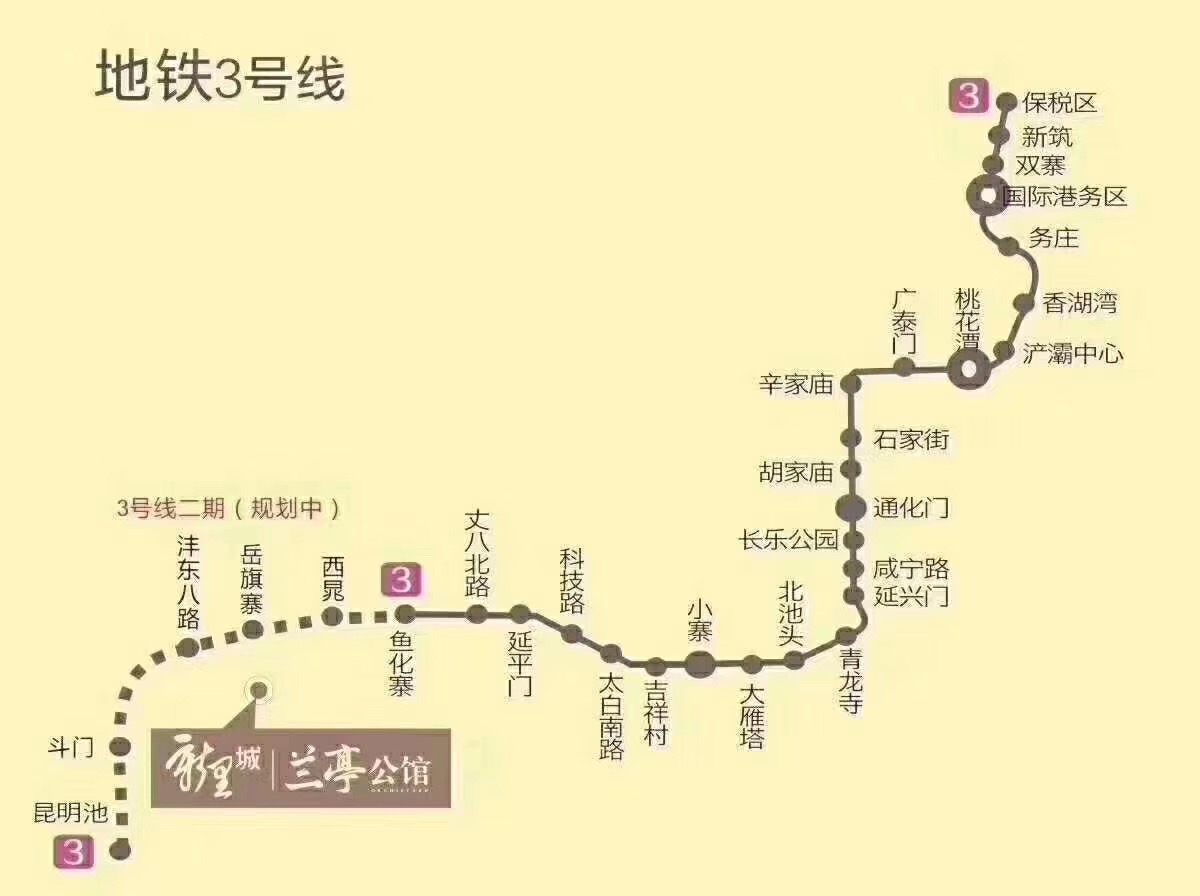 地铁3号线
3
保税区
新筑
双寨
国际港务区
务庄
香湖湾
浐灞中心
桃花潭
广泰门
辛家庙
石家街
胡家庙
通化门
长乐公园
咸宁路
延兴门
青龙寺
北池头
大雁塔
小寨
吉祥村
太白南路
科技路
延平门
丈八北路
3
鱼化寨
3号线二期（规划中）
西晁
岳旗寨
沣东八路
斗门
昆明池
3
新里城 兰亭公馆